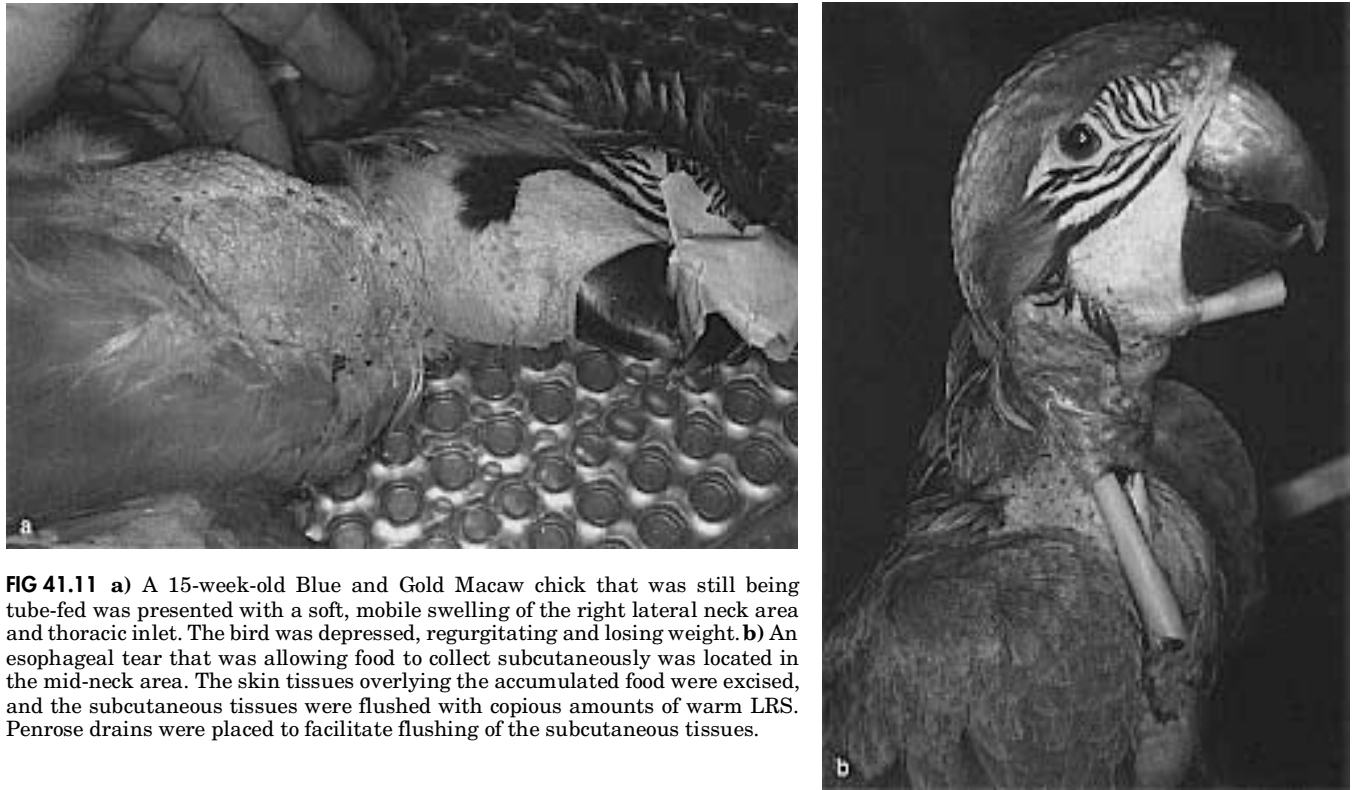 a
FIG 41.11 a) A 15-week-old Blue and Gold Macaw chick that was still being
tube-fed was presented with a soft, mobile swelling of the right lateral neck area
and thoracic inlet. The bird was depressed, regurgitating and losing weight. b) An
esophageal tear that was allowing food to collect subcutaneously was located in
the mid-neck area. The skin tissues overlying the accumulated food were excised,
and the subcutaneous tissues were flushed with copious amounts of warm LRS.
Penrose drains were placed to facilitate flushing of the subcutaneous tissues.
b